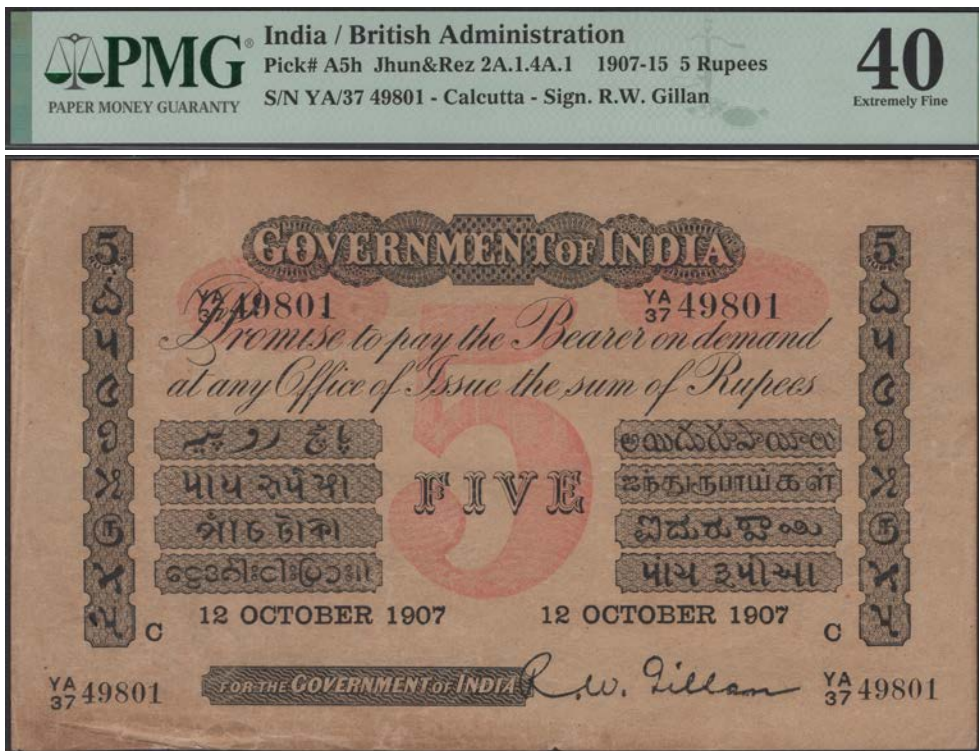 PMG®
PAPER MONEY GUARANTY
India / British Administration
Pick# A5h Jhun&Rez 2A.1.4A.1 1907-15 5 Rupees
S/N YA/37 49801 - Calcutta - Sign. R.W. Gillan
40
Extremely Fine
GOVERNMENT OF INDIA
5 5
YA/37 49801 YA/37 49801
Promise to pay the Bearer on demand
at any Office of Issue the sum of Rupees
5
FIVE
ஐந்துரூபாய்கள்
পাঁচ টাকা
પાંચ રૂપીઆ
12 OCTOBER 1907 12 OCTOBER 1907
C C
YA/37 49801 FOR THE GOVERNMENT OF INDIA R.W. Gillan YA/37 49801